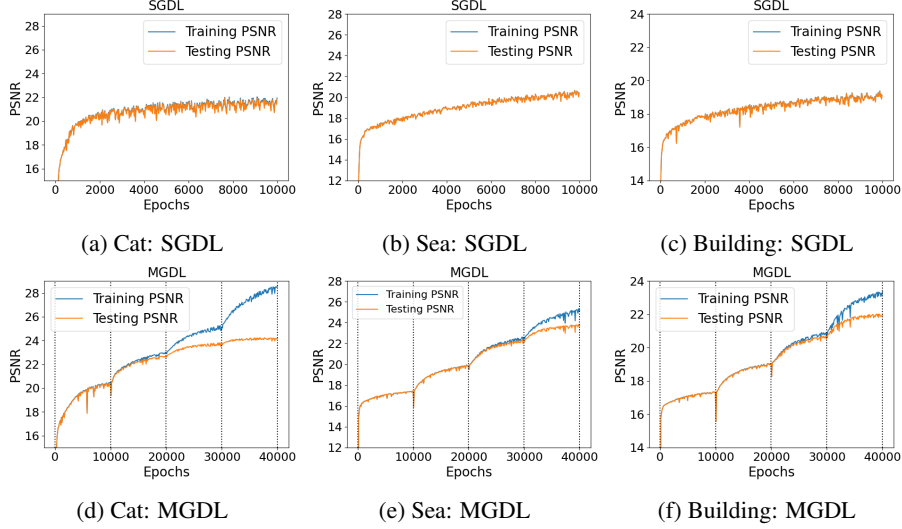 SGDL
28
26
24
22
20
18
16
PSNR
Training PSNR
Testing PSNR
0 2000 4000 6000 8000 10000
Epochs
(a) Cat: SGDL
SGDL
28
26
24
22
20
18
16
14
12
PSNR
Training PSNR
Testing PSNR
0 2000 4000 6000 8000 10000
Epochs
(b) Sea: SGDL
SGDL
24
22
20
18
16
14
PSNR
Training PSNR
Testing PSNR
0 2000 4000 6000 8000 10000
Epochs
(c) Building: SGDL
MGDL
28
26
24
22
20
18
16
PSNR
Training PSNR
Testing PSNR
0 10000 20000 30000 40000
Epochs
(d) Cat: MGDL
MGDL
28
26
24
22
20
18
16
14
12
PSNR
Training PSNR
Testing PSNR
0 10000 20000 30000 40000
Epochs
(e) Sea: MGDL
MGDL
24
22
20
18
16
14
PSNR
Training PSNR
Testing PSNR
0 10000 20000 30000 40000
Epochs
(f) Building: MGDL